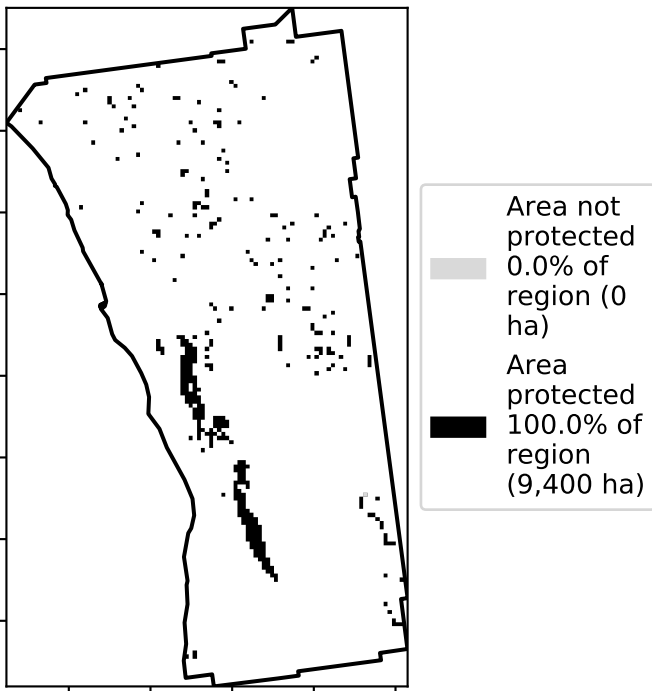 Area not
protected
0.0% of
region (0
ha)
Area
protected
100.0% of
region
(9,400 ha)